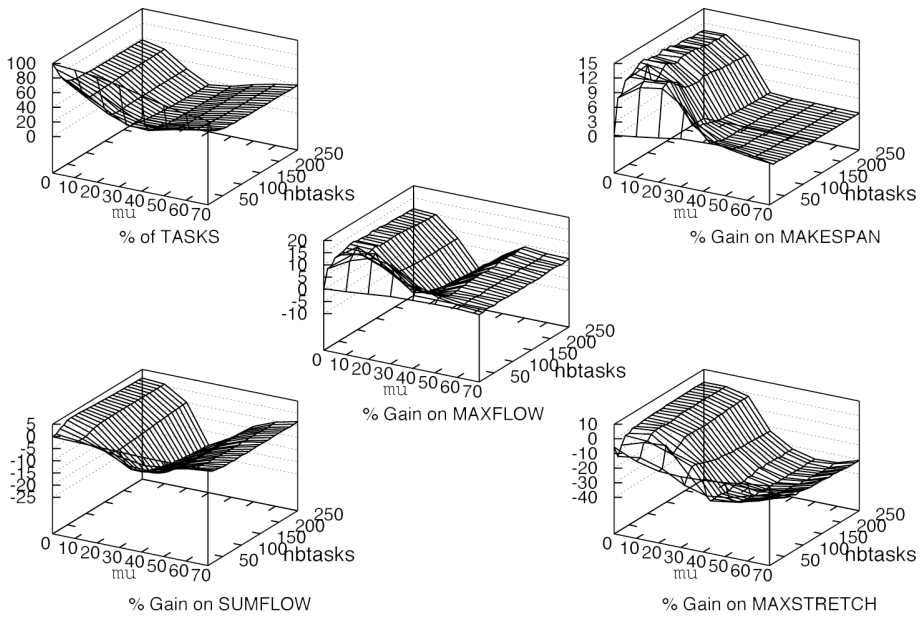 100
80
60
40
20
0
0 10 20 30 40 50 60 70
mu
50 100 150 200 250
nbtasks
% of TASKS
15
12
9
6
3
0
0 10 20 30 40 50 60 70
mu
50 100 150 200 250
nbtasks
% Gain on MAKESPAN
20
15
10
5
0
-5
-10
0 10 20 30 40 50 60 70
mu
50 100 150 200 250
nbtasks
% Gain on MAXFLOW
5
0
-5
-10
-15
-20
-25
0 10 20 30 40 50 60 70
mu
50 100 150 200 250
nbtasks
% Gain on SUMFLOW
10
0
-10
-20
-30
-40
0 10 20 30 40 50 60 70
mu
50 100 150 200 250
nbtasks
% Gain on MAXSTRETCH